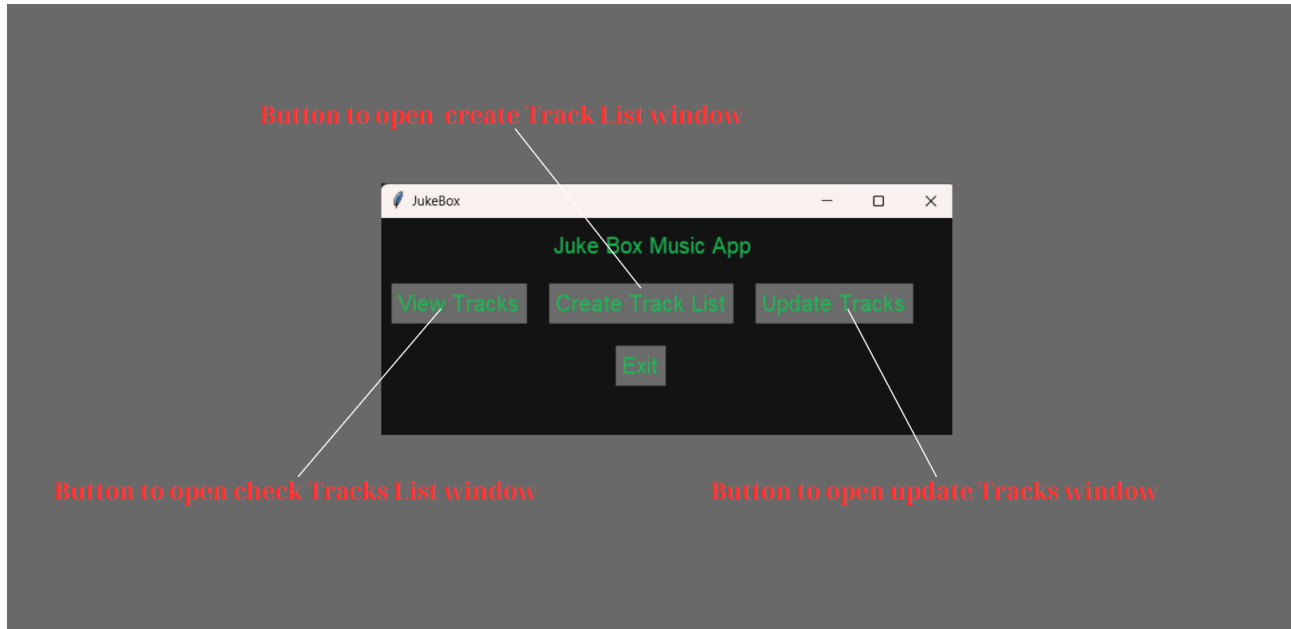 Button to open create Track List window
JukeBox
Juke Box Music App
View Tracks Create Track List Update Tracks
Exit
Button to open check Tracks List window Button to open update Tracks window